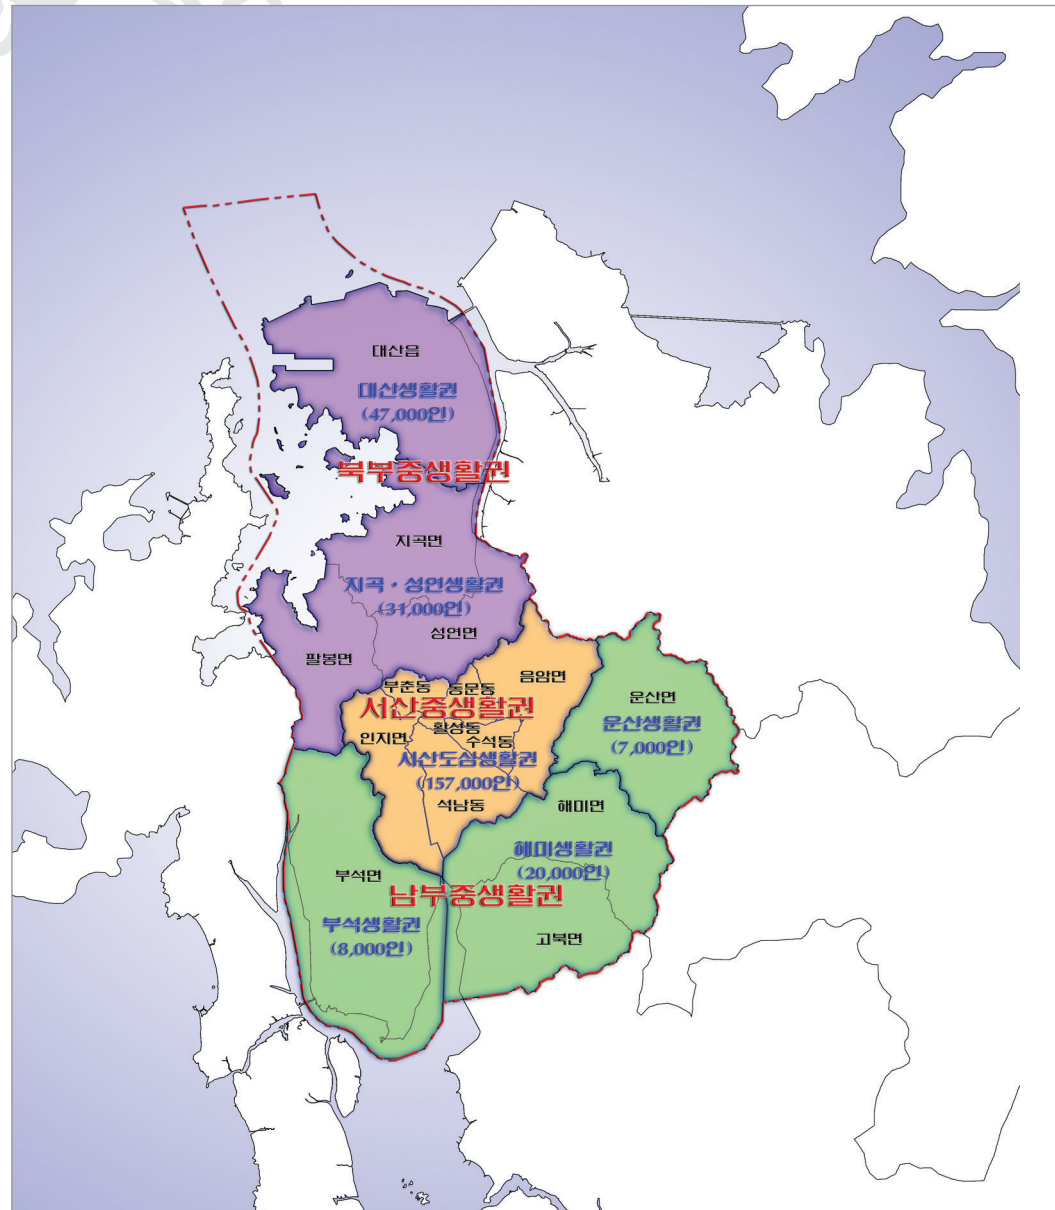 대산읍
대산생활권
(47,000인)
북부중생활권
지곡면
지곡·성연생활권
(31,000인)
성연면
팔봉면
음암면
부춘동
동문동
서산중생활권
활성동
인지면
수석동
서산도심생활권
(157,000인)
석남동
운산면
운산생활권
(7,000인)
해미면
해미생활권
(20,000인)
부석면
남부중생활권
부석생활권
(8,000인)
고북면